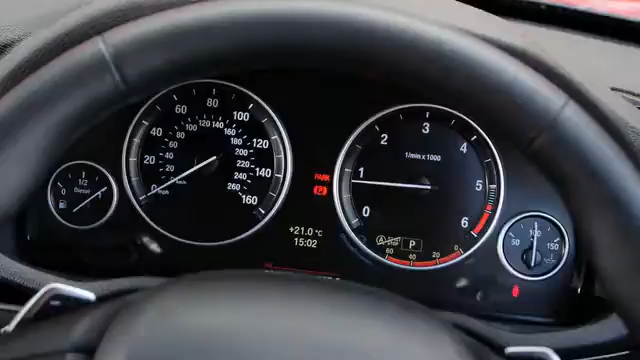 0 1/2 1
Diesel
0 20 40 60 80 100 120 140 160
20 40 60 80 100 120 140 160 180 200 220 240 260
km/h
mph
PARK
P
+21.0 °C
15:02
0 1 2 3 4 5 6
1/min x 1000
A P
60 40 20 0
50 100 150